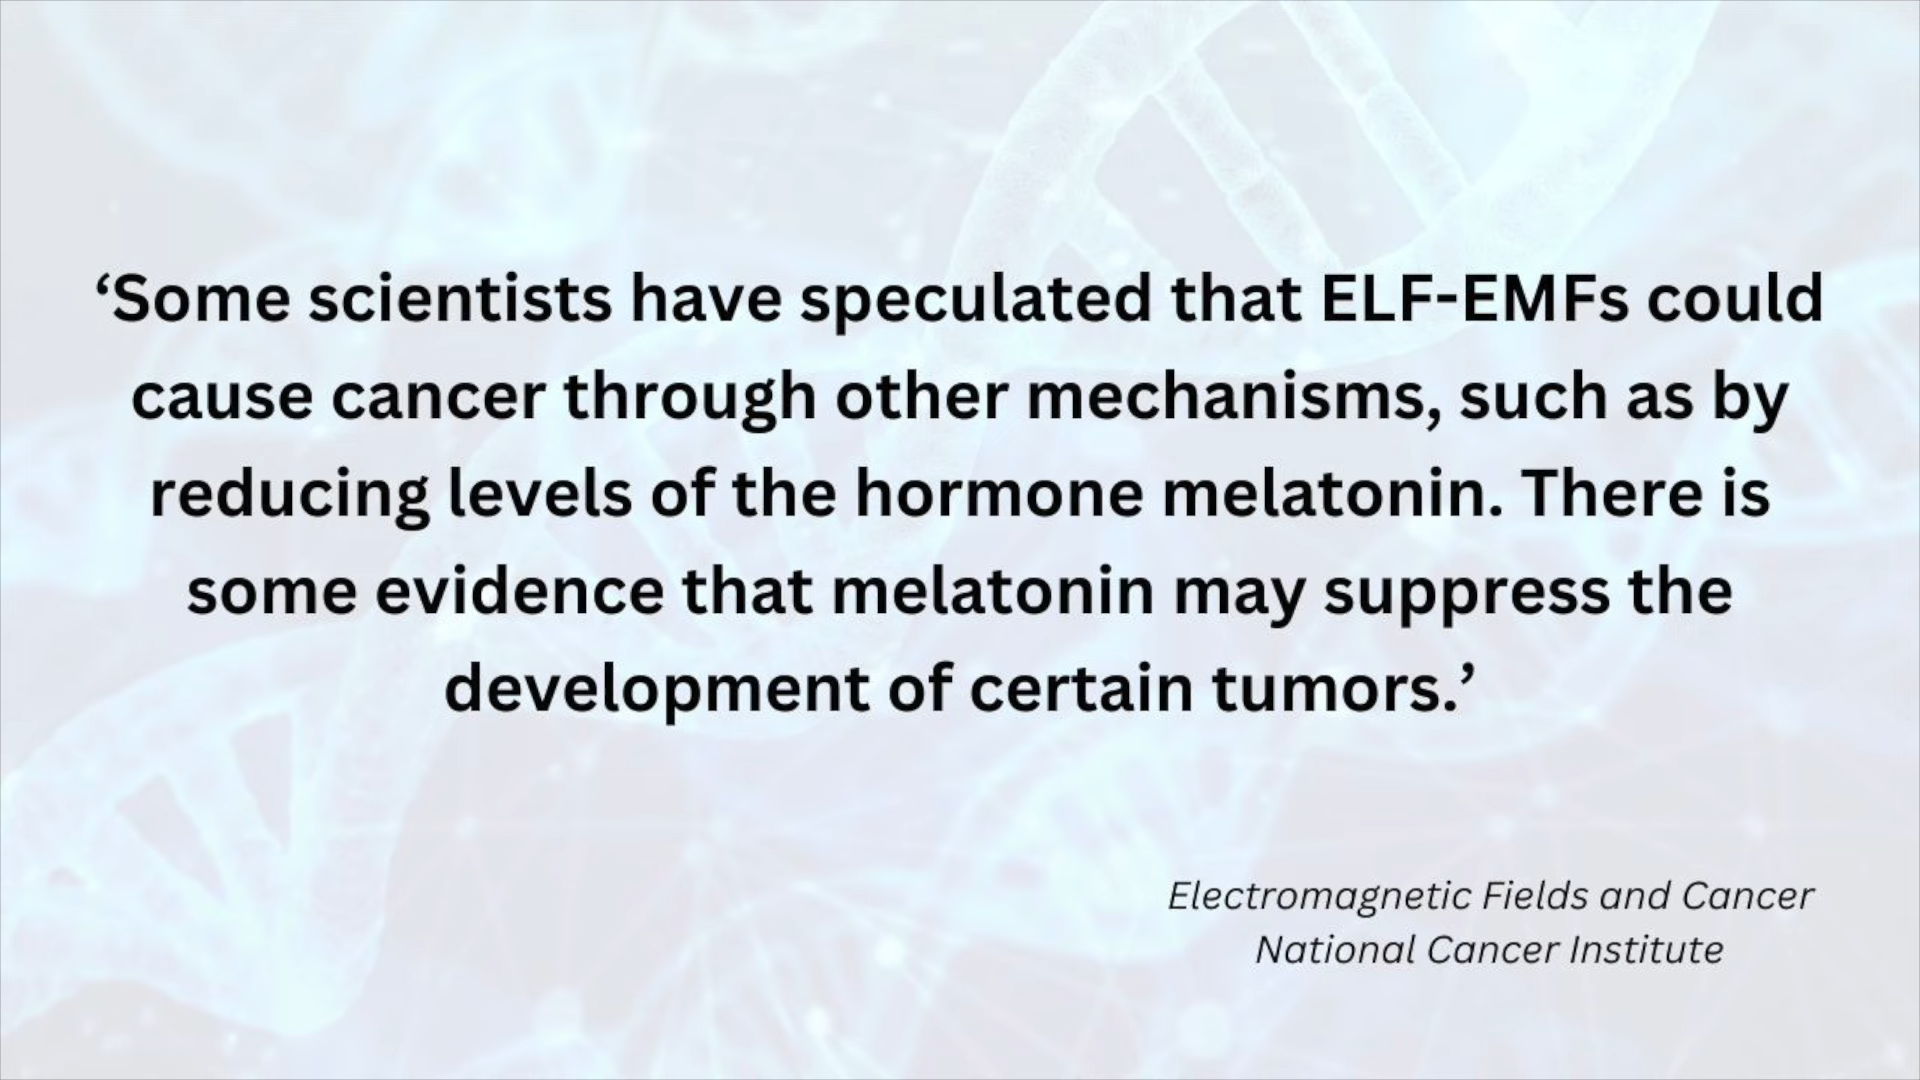 ‘Some scientists have speculated that ELF-EMFs could
cause cancer through other mechanisms, such as by
reducing levels of the hormone melatonin. There is
some evidence that melatonin may suppress the
development of certain tumors.’
Electromagnetic Fields and Cancer
National Cancer Institute